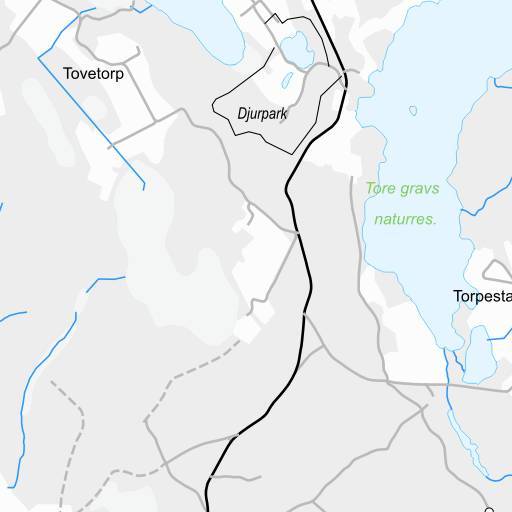 Tovetorp
Djurpark
Tore gravs
naturres.
Torpesta